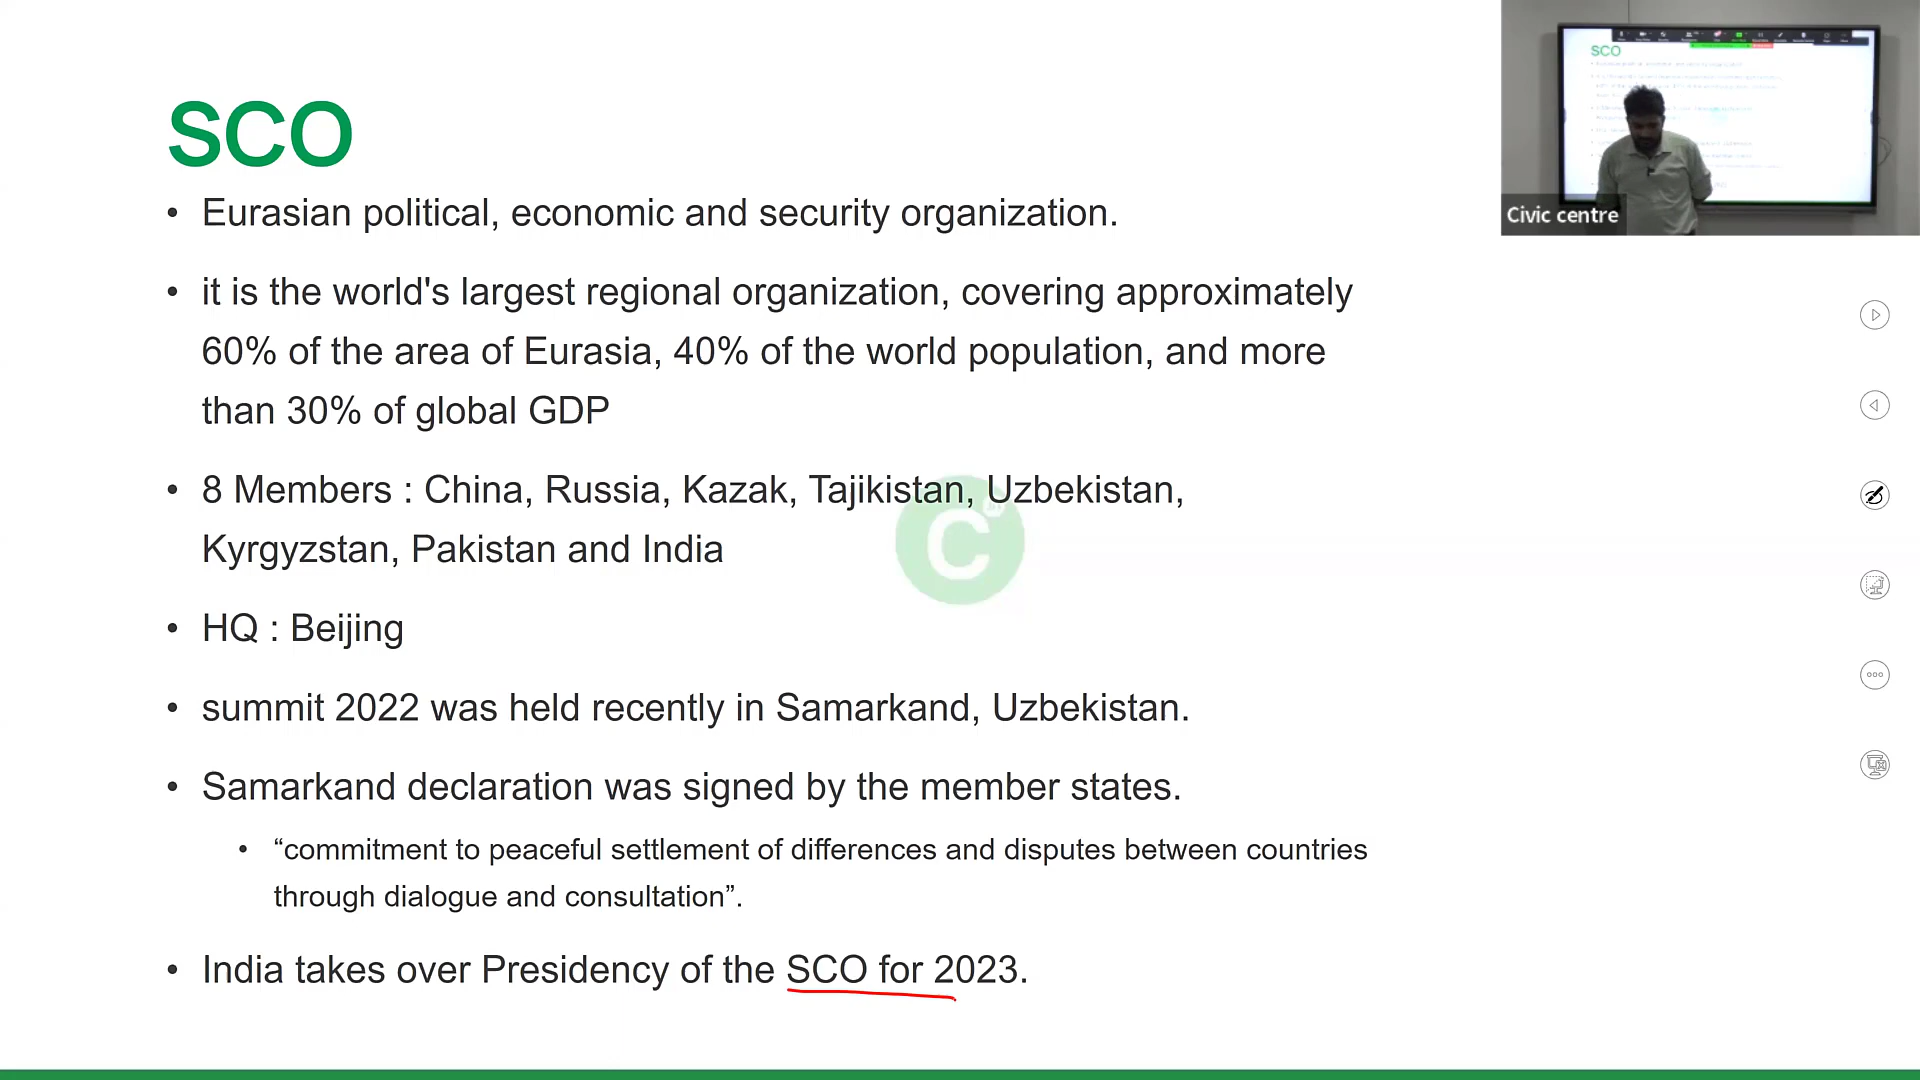 SCO
• Eurasian political, economic and security organization.
• it is the world's largest regional organization, covering approximately
60% of the area of Eurasia, 40% of the world population, and more
than 30% of global GDP
• 8 Members : China, Russia, Kazak, Tajikistan, Uzbekistan,
Kyrgyzstan, Pakistan and India
• HQ : Beijing
• summit 2022 was held recently in Samarkand, Uzbekistan.
• Samarkand declaration was signed by the member states.
• “commitment to peaceful settlement of differences and disputes between countries
through dialogue and consultation”.
• India takes over Presidency of the SCO for 2023.
C
SCO
Civic centre